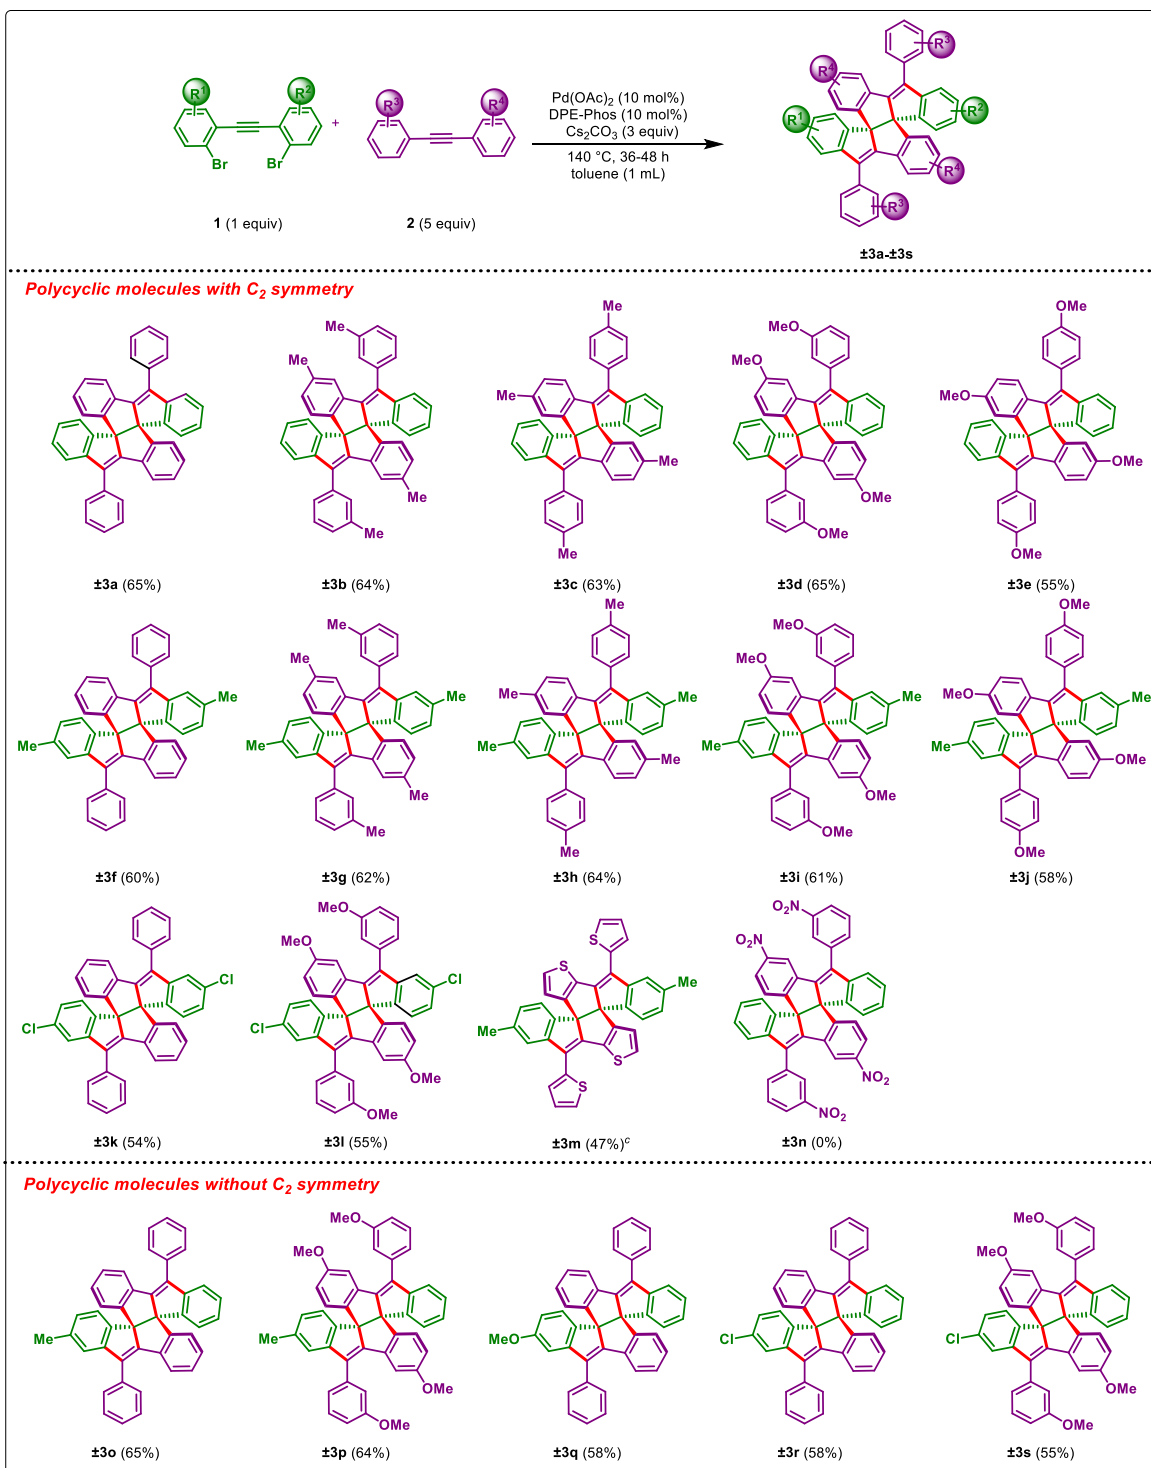 R1 R2 R3 R4
Br Br
+
Pd(OAc)2 (10 mol%)
DPE-Phos (10 mol%)
Cs2CO3 (3 equiv)
140 °C, 36-48 h
toluene (1 mL)
R3
R4
R1 R2
R4
R3
1 (1 equiv) 2 (5 equiv)
±3a-±3s
Polycyclic molecules with C2 symmetry
Me
Me
Me
Me
Me
Me
Me
Me
MeO
MeO
OMe
OMe
OMe
OMe
OMe
OMe
±3a (65%) ±3b (64%) ±3c (63%) ±3d (65%) ±3e (55%)
Me
Me
Me
Me
Me
Me
Me
Me
Me
Me
Me
Me
Me
Me
MeO
MeO
Me
Me
OMe
OMe
OMe
OMe
Me
Me
OMe
OMe
±3f (60%) ±3g (62%) ±3h (64%) ±3i (61%) ±3j (58%)
Cl
Cl
MeO
MeO
Cl
Cl
OMe
OMe
S
S
Me
Me
S
S
O2N
O2N
NO2
NO2
±3k (54%) ±3l (55%) ±3m (47%)c ±3n (0%)
Polycyclic molecules without C2 symmetry
Me
MeO
MeO
Me
OMe
OMe
MeO
Cl
MeO
MeO
Cl
OMe
OMe
±3o (65%) ±3p (64%) ±3q (58%) ±3r (58%) ±3s (55%)